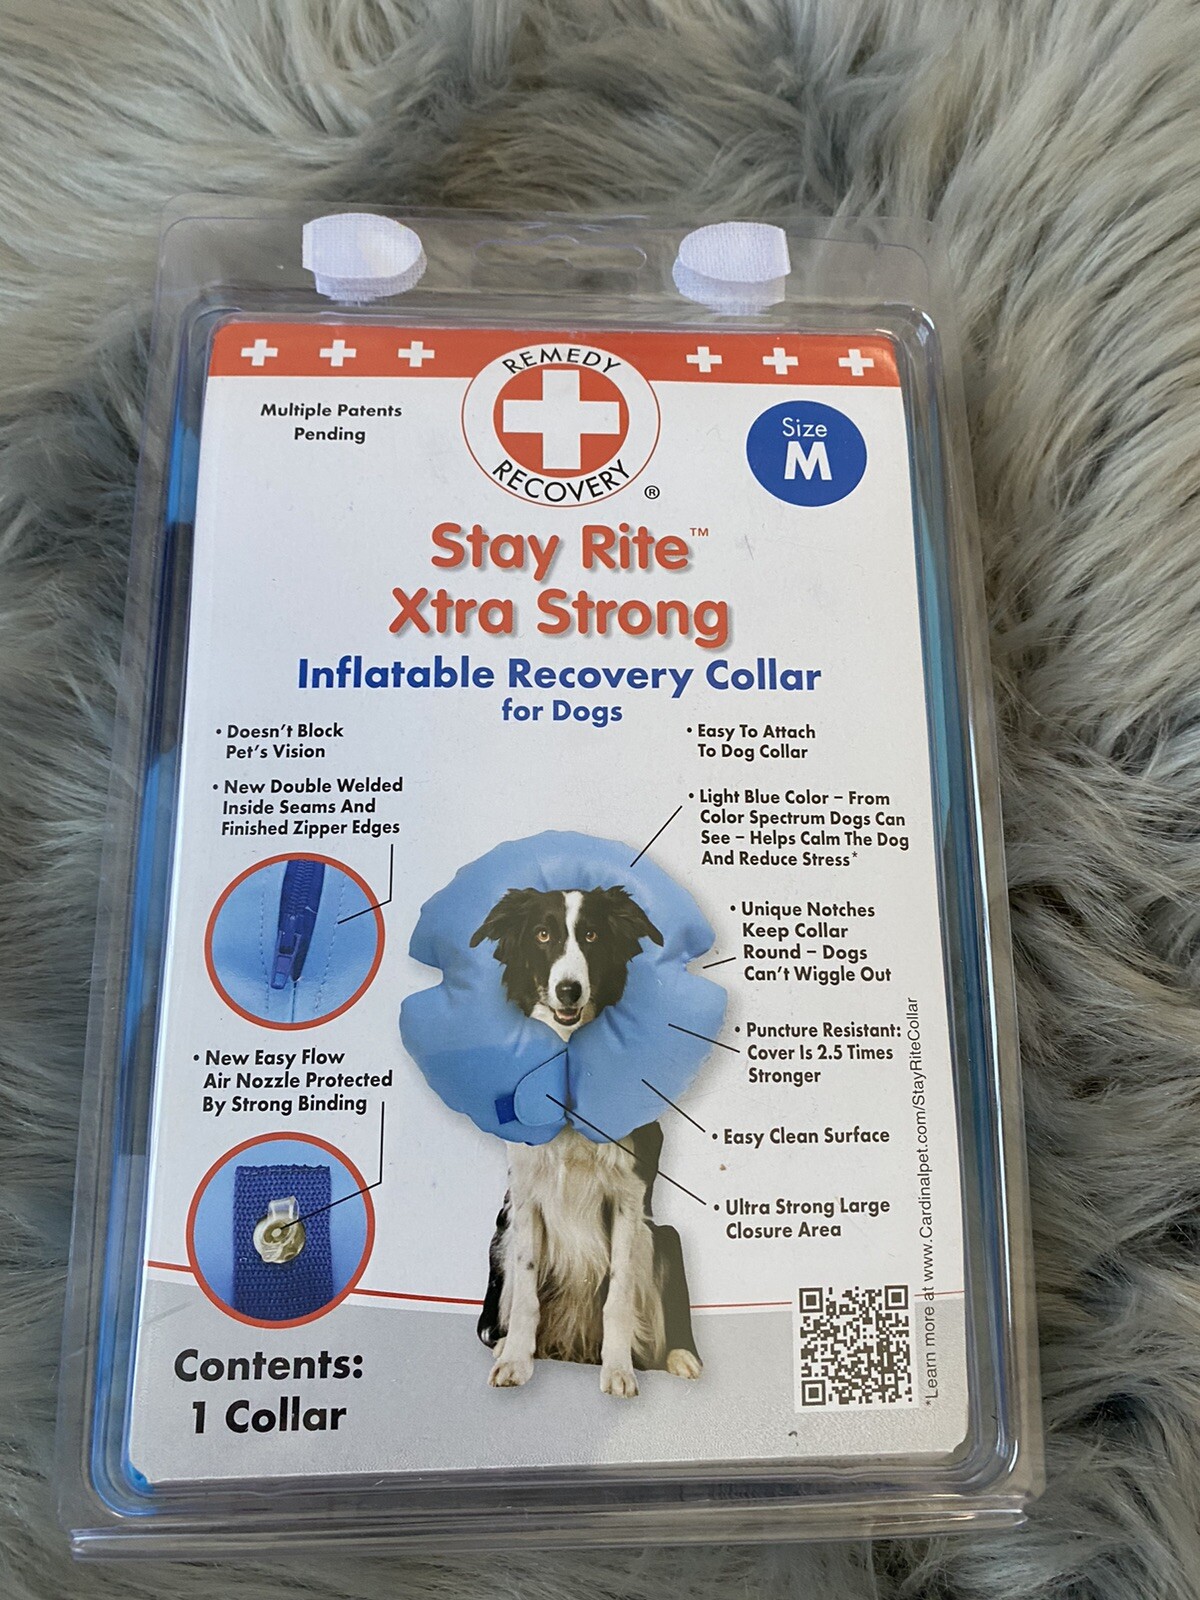 REMEDY
RECOVERY
®
Multiple Patents
Pending
Size
M
Stay Rite™
Xtra Strong
Inflatable Recovery Collar
for Dogs
• Doesn't Block
Pet's Vision
• New Double Welded
Inside Seams And
Finished Zipper Edges
• New Easy Flow
Air Nozzle Protected
By Strong Binding
• Easy To Attach
To Dog Collar
• Light Blue Color – From
Color Spectrum Dogs Can
See – Helps Calm The Dog
And Reduce Stress*
• Unique Notches
Keep Collar
Round – Dogs
Can't Wiggle Out
• Puncture Resistant:
Cover Is 2.5 Times
Stronger
• Easy Clean Surface
• Ultra Strong Large
Closure Area
*Learn more at www.Cardinalpet.com/StayRiteCollar
Contents:
1 Collar